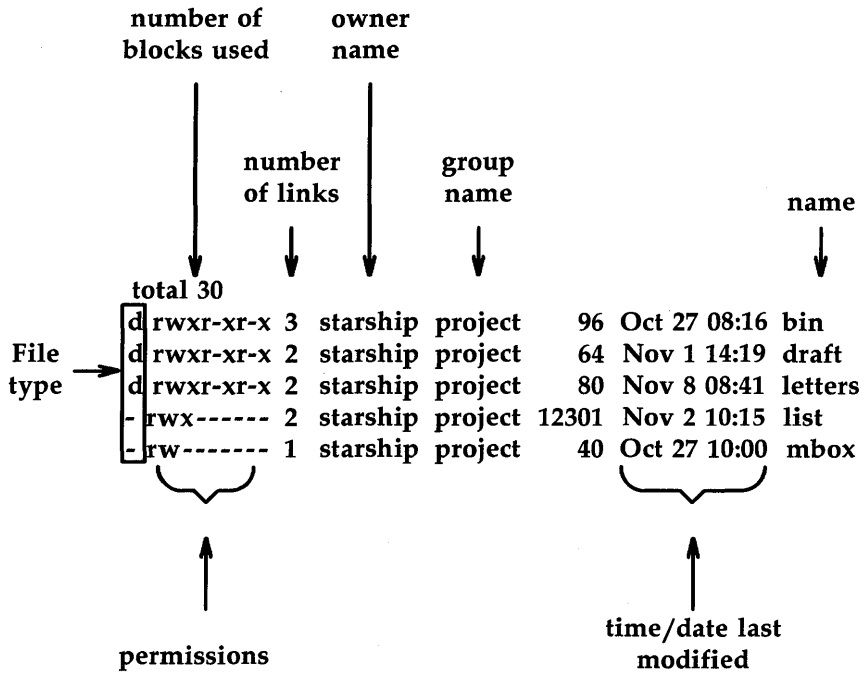 number of
blocks used
owner
name
number
of links
group
name
name
total 30
d rwxr-xr-x 3 starship project 96 Oct 27 08:16 bin
d rwxr-xr-x 2 starship project 64 Nov 1 14:19 draft
d rwxr-xr-x 2 starship project 80 Nov 8 08:41 letters
- rwx------ 2 starship project 12301 Nov 2 10:15 list
- rw------- 1 starship project 40 Oct 27 10:00 mbox
File
type
permissions
time/date last
modified